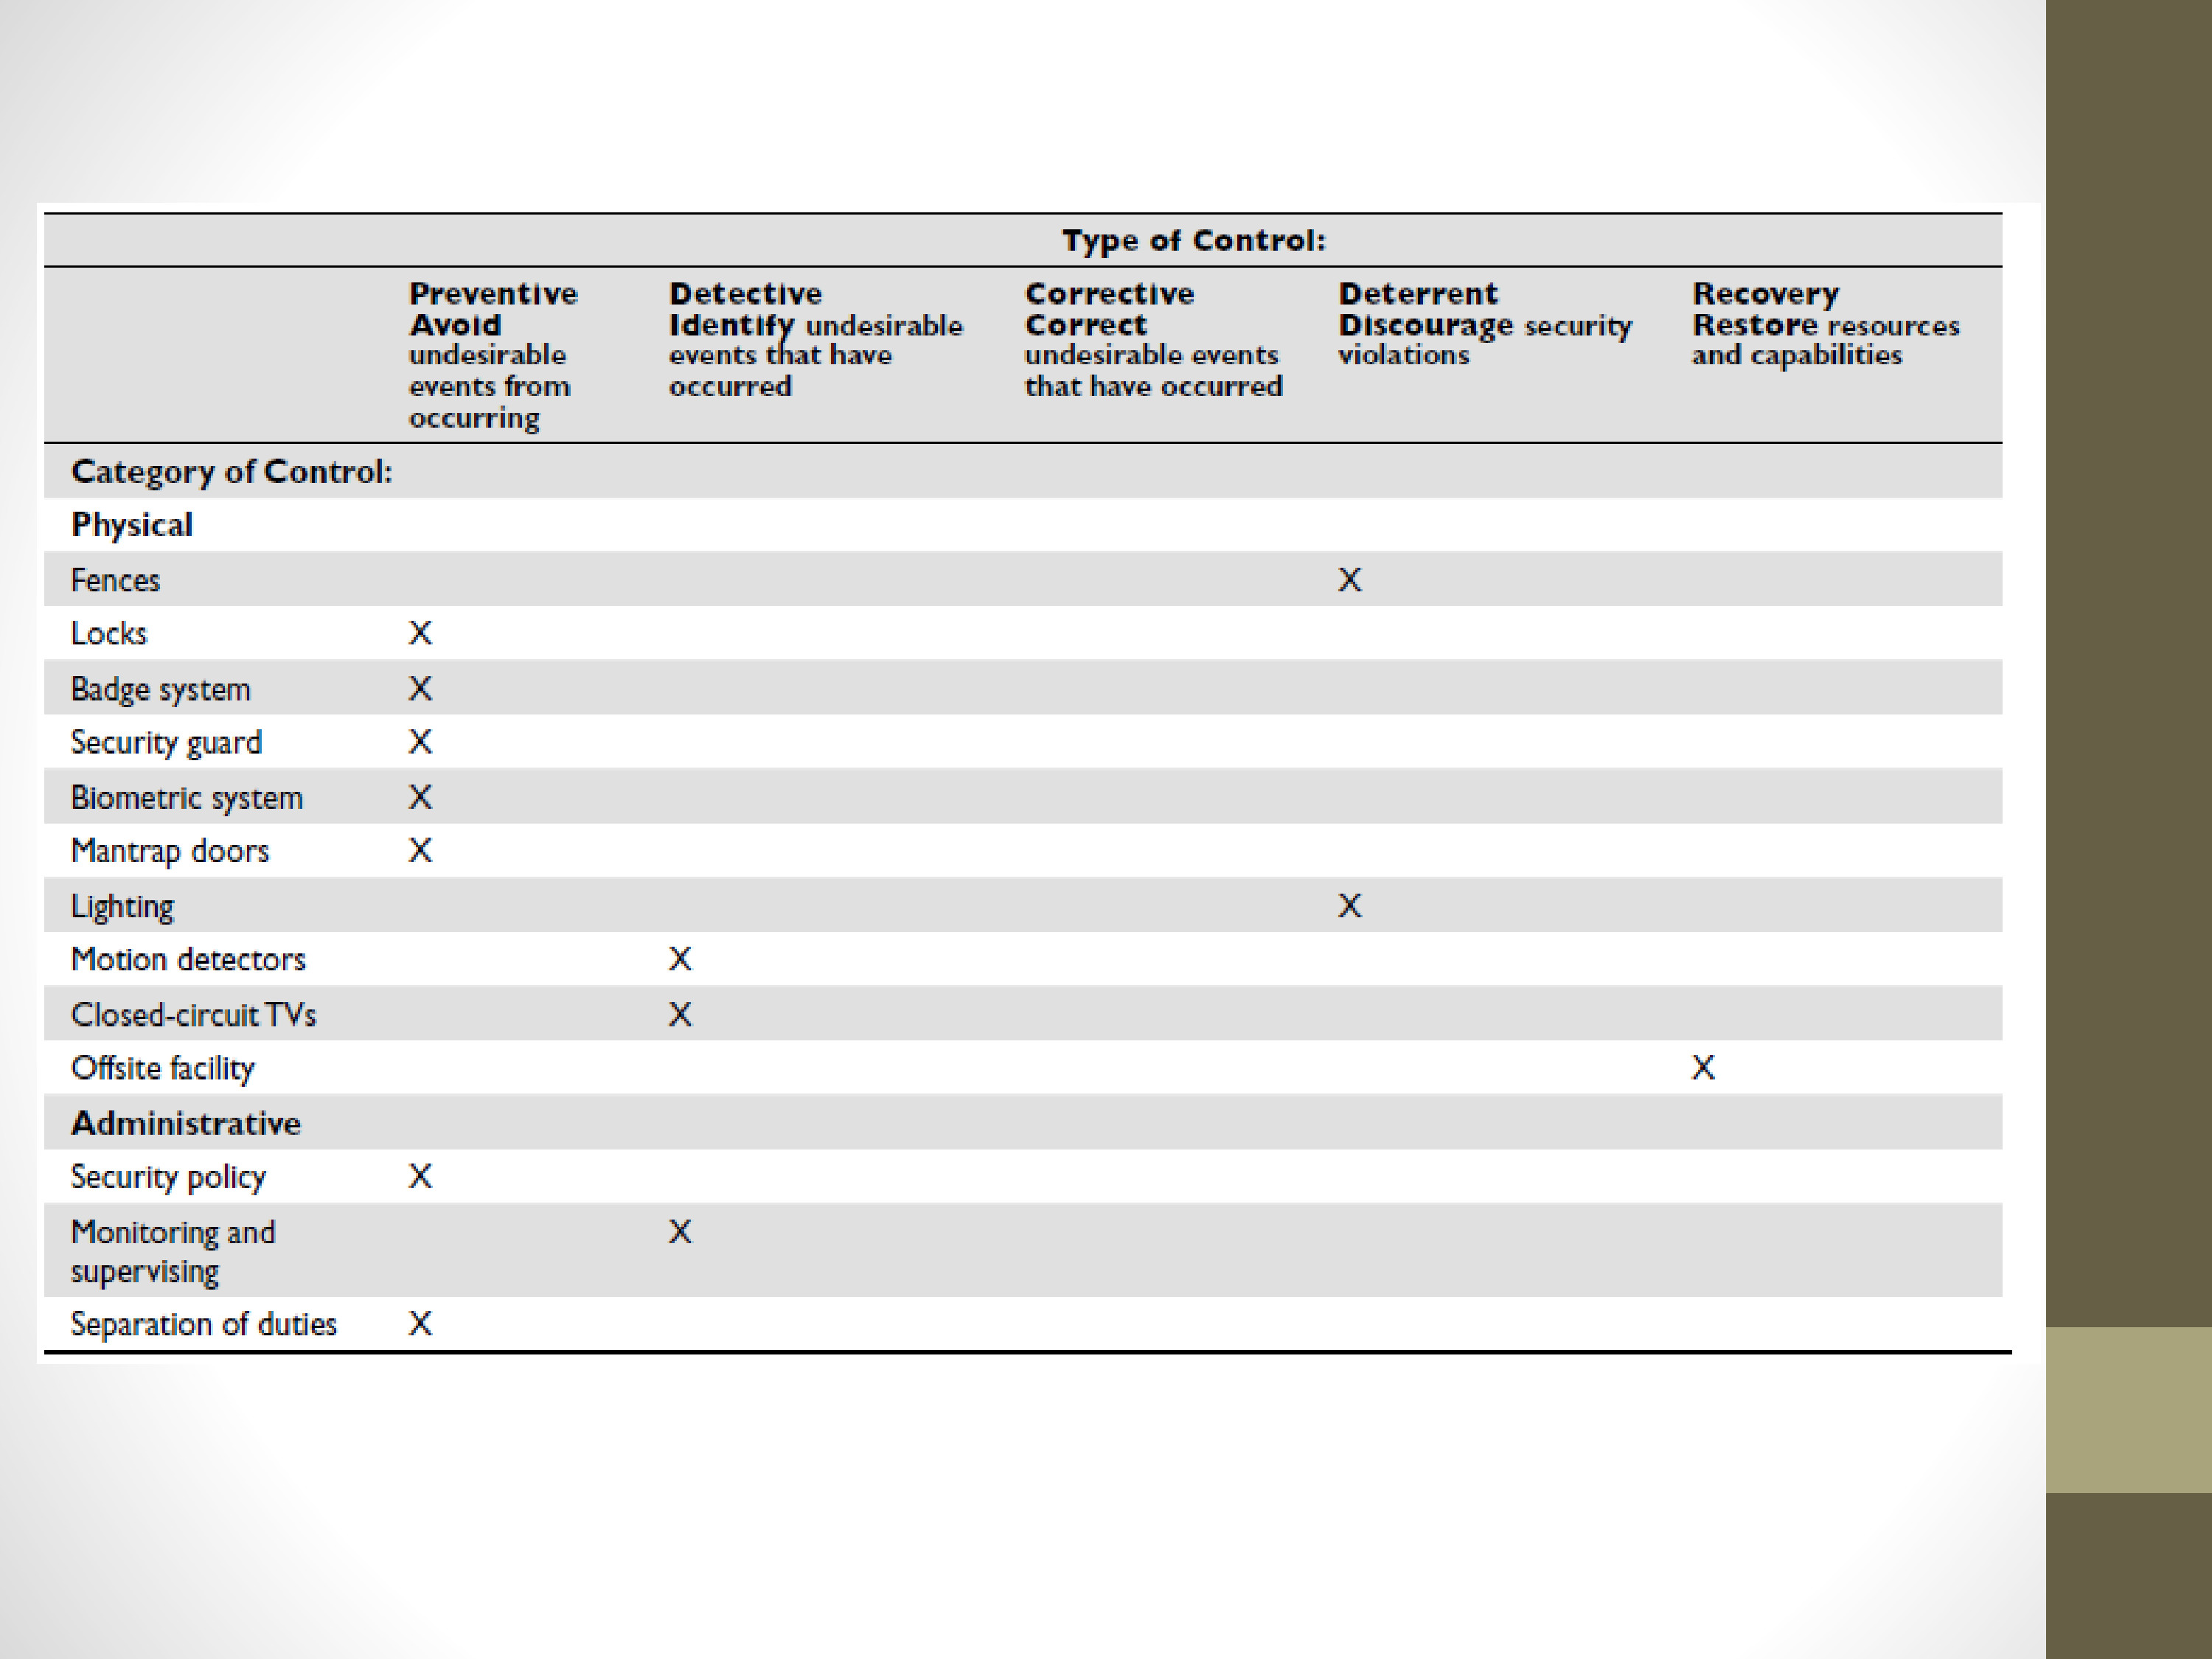 Type of Control:
Preventive Detective Corrective Deterrent Recovery
Avoid Identify undesirable Correct Discourage security Restore resources
undesirable events that have undesirable events violations and capabilities
events from occurred that have occurred
occurring
Category of Control:
Physical
Fences X
Locks X
Badge system X
Security guard X
Biometric system X
Mantrap doors X
Lighting X
Motion detectors X
Closed-circuit TVs X
Offsite facility X
Administrative
Security policy X
Monitoring and X
supervising
Separation of duties X